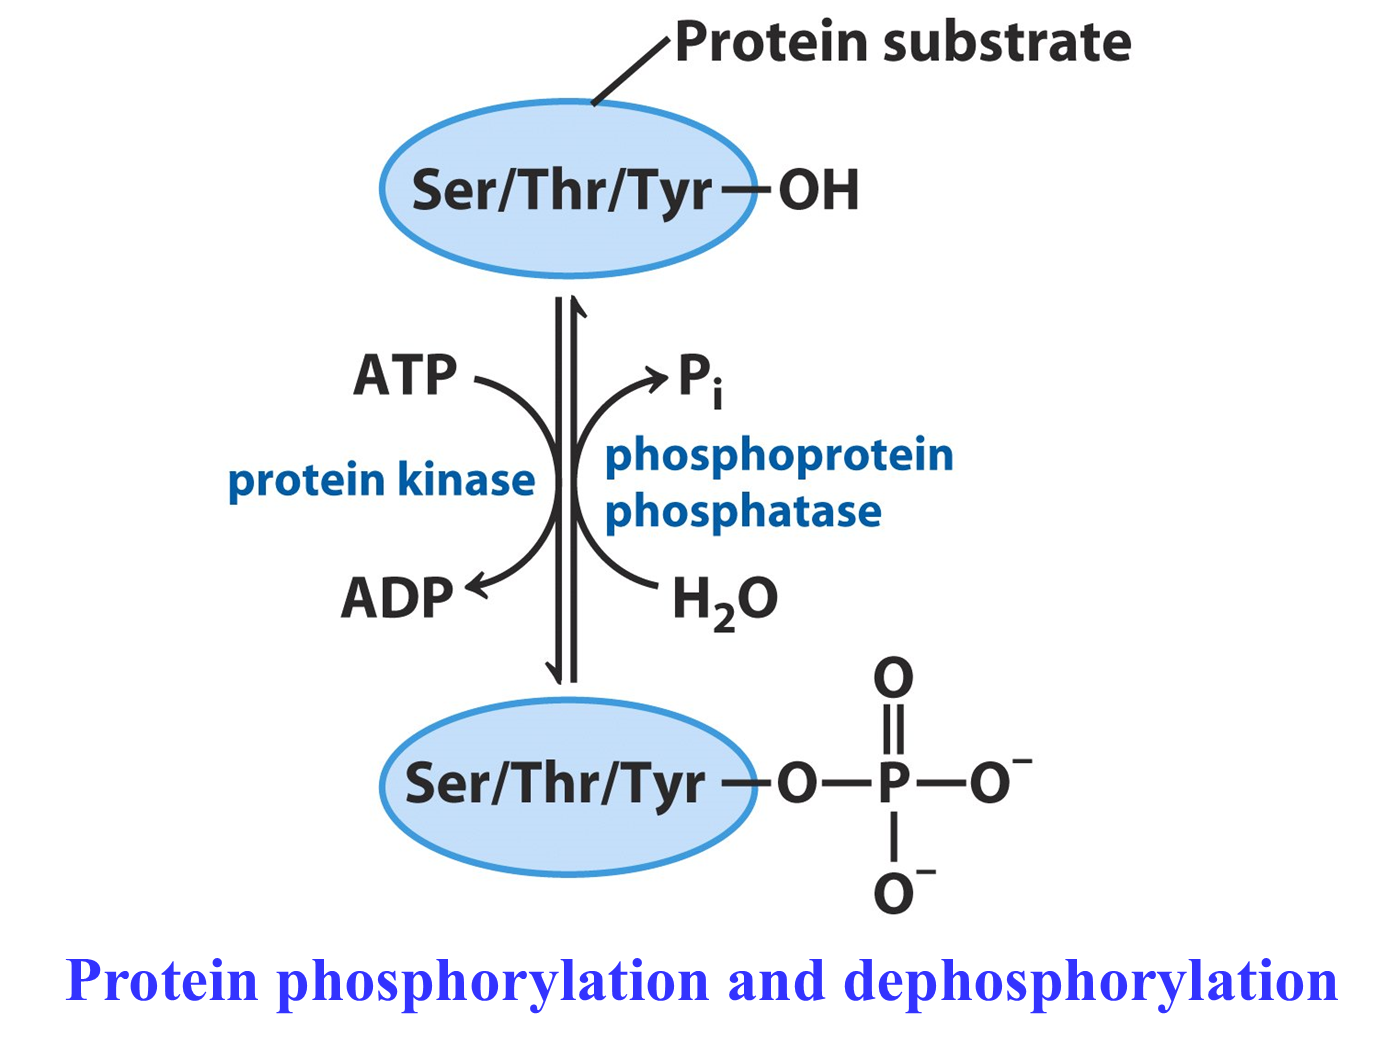 Protein substrate
Ser/Thr/Tyr—OH
ATP
Pi
protein kinase
phosphoprotein
phosphatase
ADP
H2O
O
Ser/Thr/Tyr—O—P—O−
O−
Protein phosphorylation and dephosphorylation